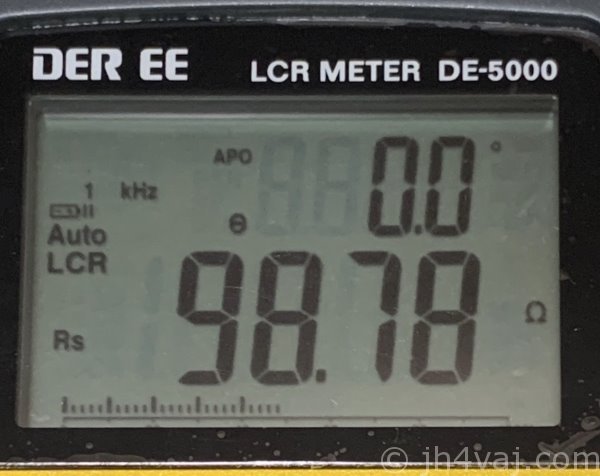 DER EE LCR METER DE-5000
APO
0.0 °
1 kHz
θ
Auto
LCR
98.78 Ω
Rs
© jh4vaj.com